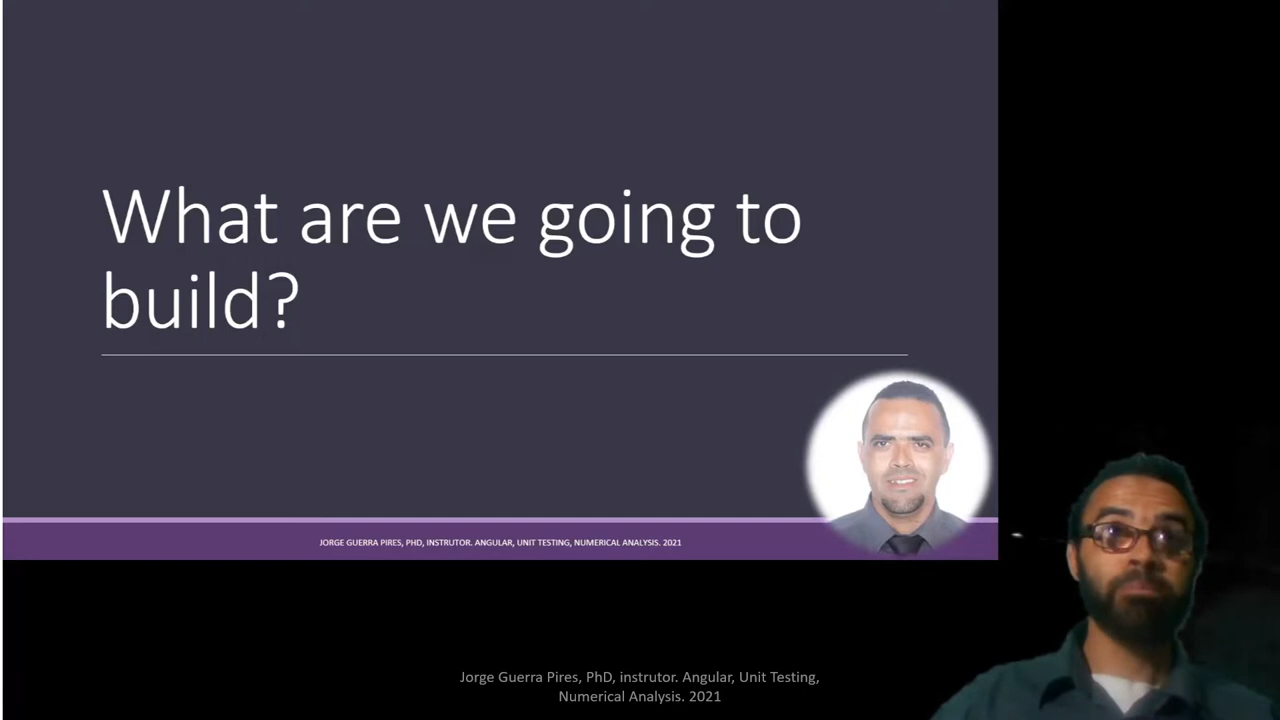 What are we going to
build?
JORGE GUERRA PIRES, PHD, INSTRUTOR. ANGULAR, UNIT TESTING, NUMERICAL ANALYSIS. 2021
Jorge Guerra Pires, PhD, instrutor. Angular, Unit Testing,
Numerical Analysis. 2021